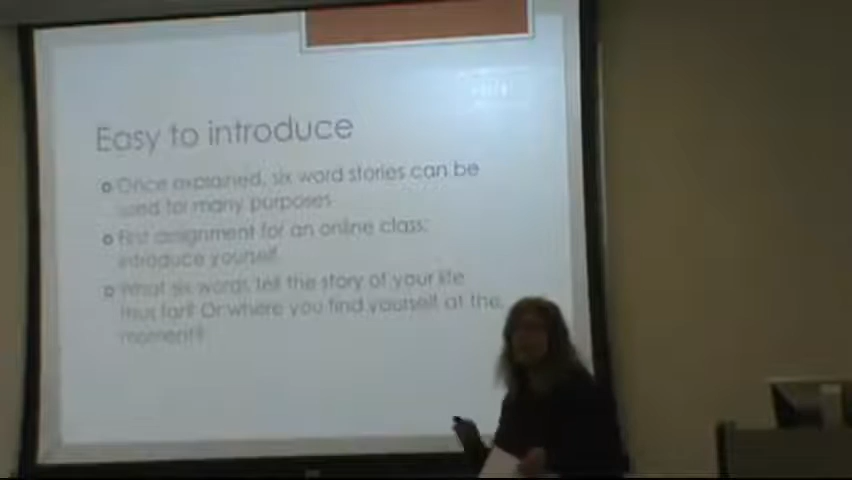 Easy to introduce
Once explained, six word stories can be
used for many purposes
First assignment for an online class:
introduce yourself
What six words tell the story of your life
thus far? Or where you find yourself at the
moment?